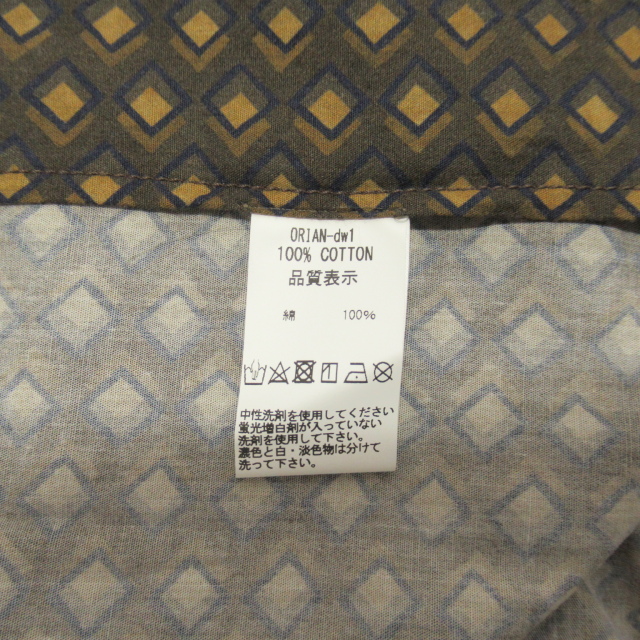 ORIAN-dw1
100% COTTON
品質表示
綿 100%
中性洗剤を使用してください
蛍光増白剤が入っていない
洗剤を使用して下さい。
濃色と白・淡色物は分けて
洗って下さい。